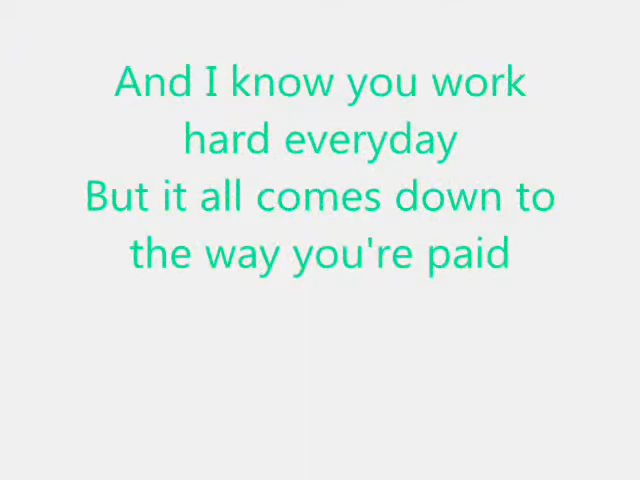 And I know you work
hard everyday
But it all comes down to
the way you're paid